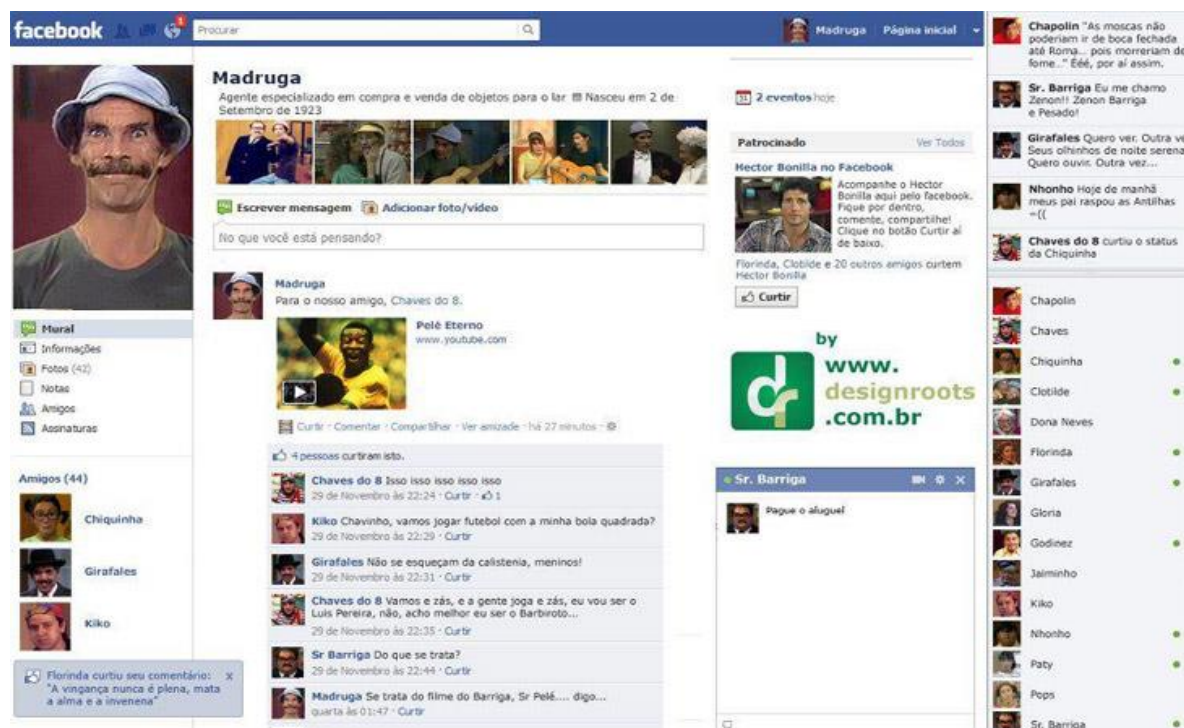 facebook
1
Procurar
Madruga
Página inicial
Madruga
Agente especializado em compra e venda de objetos para o lar
Nasceu em 2 de
Setembro de 1923
Escrever mensagem
Adicionar foto/vídeo
No que você está pensando?
Madruga
Para o nosso amigo, Chaves do 8.
Pelé Eterno
www.youtube.com
Curtir · Comentar · Compartilhar · Ver amizade · há 27 minutos ·
4 pessoas curtiram isto.
Chaves do 8 Isso isso isso isso isso
29 de Novembro às 22:24 · Curtir · 1
Kiko Chavinho, vamos jogar futebol com a minha bola quadrada?
29 de Novembro às 22:29 · Curtir
Girafales Não se esqueçam da calistenia, meninos!
29 de Novembro às 22:31 · Curtir
Chaves do 8 Vamos e zás, e a gente joga e zás, eu vou ser o
Luis Pereira, não, acho melhor eu ser o Barbiroto...
29 de Novembro às 22:35 · Curtir
Sr Barriga Do que se trata?
29 de Novembro às 22:44 · Curtir
Madruga Se trata do filme do Barriga, Sr Pelé.... digo...
quarta às 01:47 · Curtir
Mural
Informações
Fotos (42)
Notas
Amigos
Assinaturas
Amigos (44)
Chiquinha
Girafales
Kiko
Florinda curtiu seu comentário: x
"A vingança nunca é plena, mata
a alma e a invenena"
31
2 eventos hoje
Patrocinado
Ver Todos
Hector Bonilla no Facebook
Acompanhe o Hector
Bonilla aqui pelo facebook.
Fique por dentro,
comente, compartilhe!
Clique no botão Curtir aí
de baixo.
Florinda, Clotilde e 20 outros amigos curtem
Hector Bonilla
Curtir
by
www.
designroots
.com.br
dr
Sr. Barriga
Pague o aluguel
Chapolin "As moscas não
poderiam ir de boca fechada
até Roma... pois morreriam de
fome..." Ééé, por aí assim.
Sr. Barriga Eu me chamo
Zenon!! Zenon Barriga
e Pesado!
Girafales Quero ver. Outra ve
Seus olhinhos de noite serena
Quero ouvir. Outra vez...
Nhonho Hoje de manhã
meus pai raspou as Antilhas
=((
Chaves do 8 curtiu o status
da Chiquinha
Chapolin
Chaves
Chiquinha
Clotilde
Dona Neves
Florinda
Girafales
Gloria
Godinez
Jaiminho
Kiko
Nhonho
Paty
Pops
Sr. Barriga